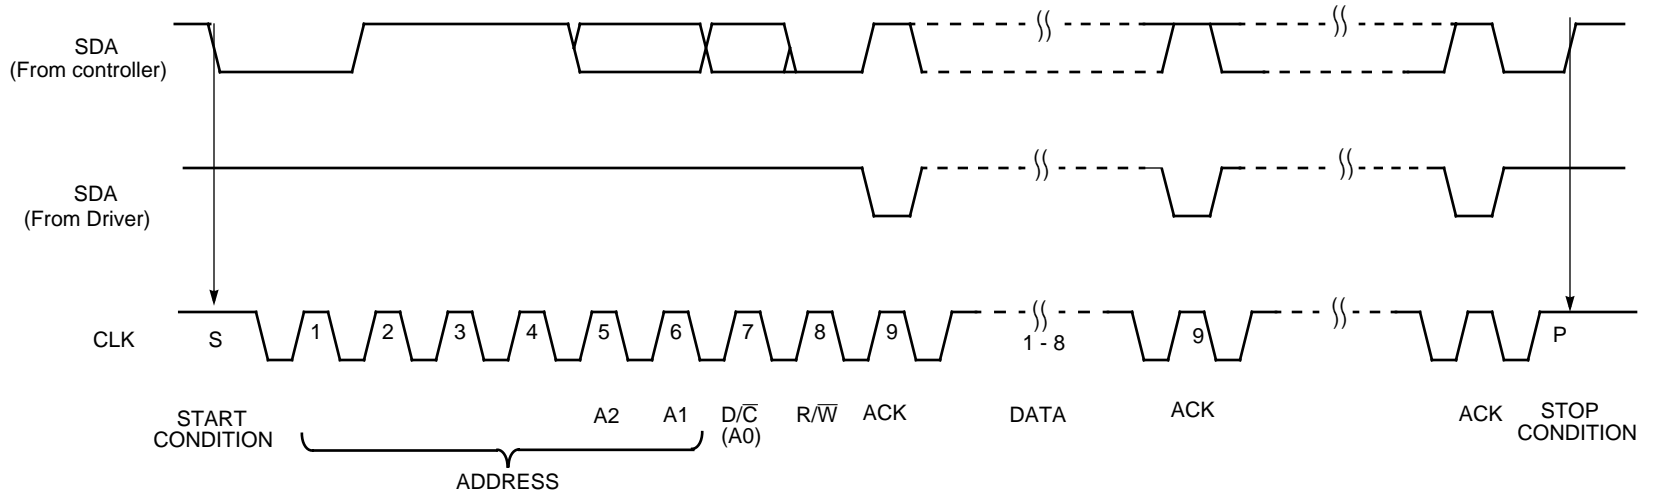 SDA
(From controller)
SDA
(From Driver)
CLK
S
1
2
3
4
5
6
7
8
9
1 - 8
9
P
START
CONDITION
A2
A1
D/C̅
(A0)
R/W̅
ACK
DATA
ACK
ACK
STOP
CONDITION
ADDRESS